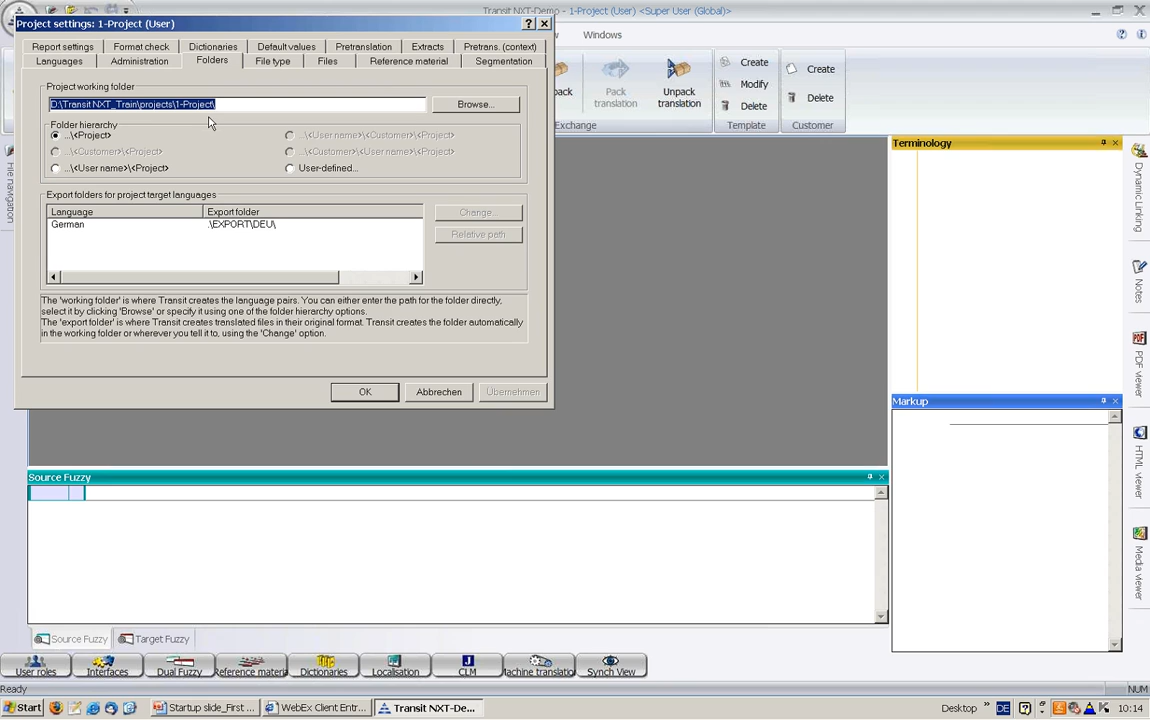 Transit NXT-Demo - 1-Project (User) <Super User (Global)>
Project settings: 1-Project (User)
Report settings
Format check
Dictionaries
Default values
Pretranslation
Extracts
Pretrans. (context)
Languages
Administration
Folders
File type
Files
Reference material
Segmentation
Project working folder
D:\Transit NXT_Train\projects\1-Project\
Browse...
Folder hierarchy
...\<Project>
...\<User name>\<Customer>\<Project>
...\<Customer>\<Project>
...\<Customer>\<User name>\<Project>
...\<User name>\<Project>
User-defined...
Export folders for project target languages
Language
Export folder
German
.\EXPORT\DEU\
Change...
Relative path
The 'working folder' is where Transit creates the language pairs. You can either enter the path for the folder directly,
select it by clicking 'Browse' or specify it using one of the folder hierarchy options.
The 'export folder' is where Transit creates translated files in their original format. Transit creates the folder automatically
in the working folder or wherever you tell it to, using the 'Change' option.
OK
Abbrechen
Übernehmen
Windows
Pack
translation
Unpack
translation
Exchange
Create
Modify
Delete
Template
Create
Delete
Customer
File navigation
Terminology
Markup
Dynamic Linking
Notes
PDF viewer
HTML viewer
Media viewer
Source Fuzzy
Source Fuzzy
Target Fuzzy
User roles
Interfaces
Dual Fuzzy
Reference materia
Dictionaries
Localisation
CLM
Machine translatio
Synch View
Ready
NUM
Start
Startup slide_First ...
WebEx Client Entr...
Transit NXT-De...
Desktop
DE
10:14